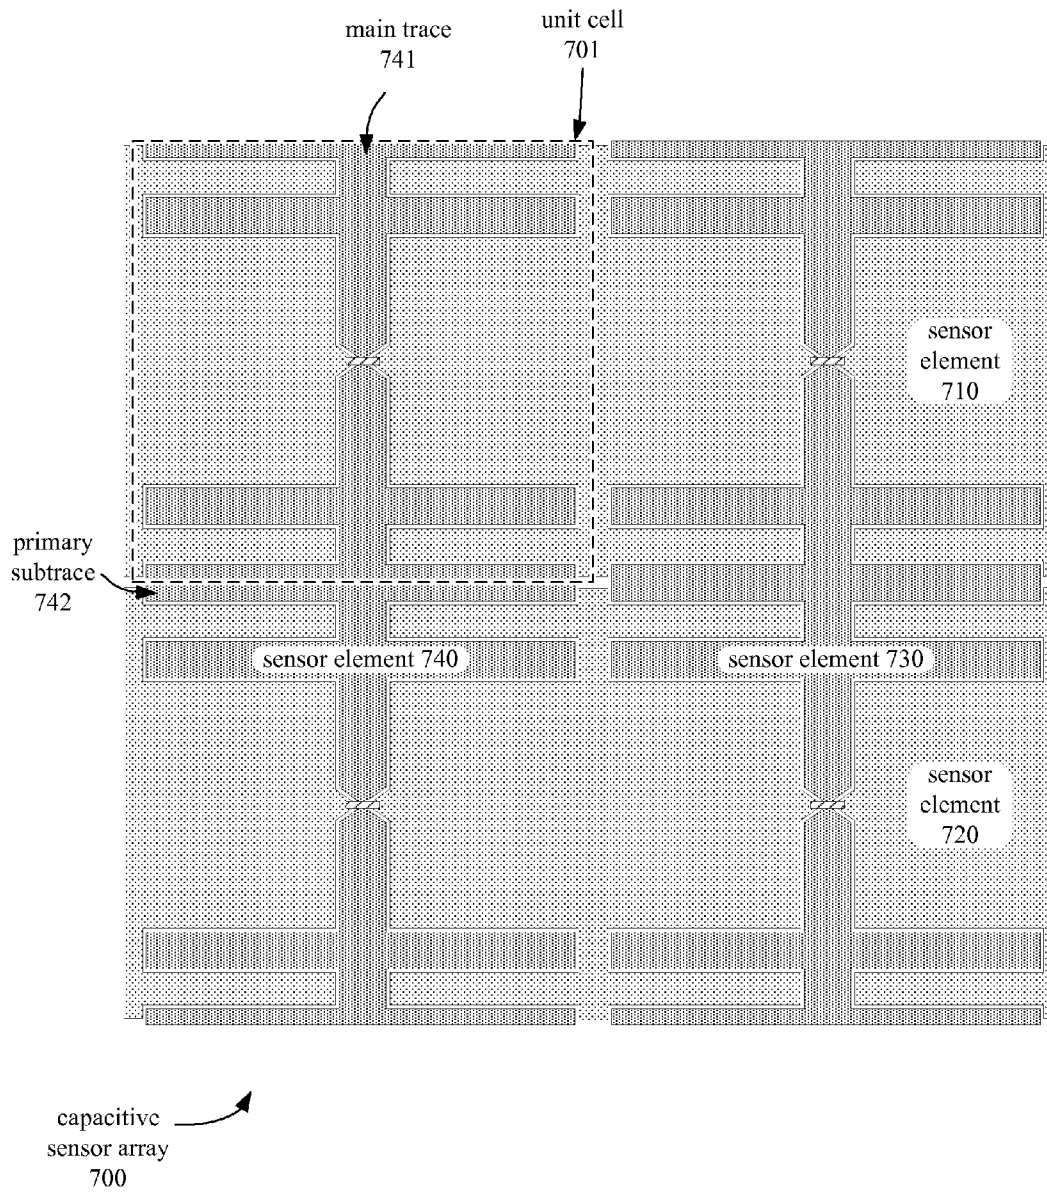 main trace
741
unit cell
701
sensor
element
710
primary
subtrace
742
sensor element 740
sensor element 730
sensor
element
720
capacitive
sensor array
700